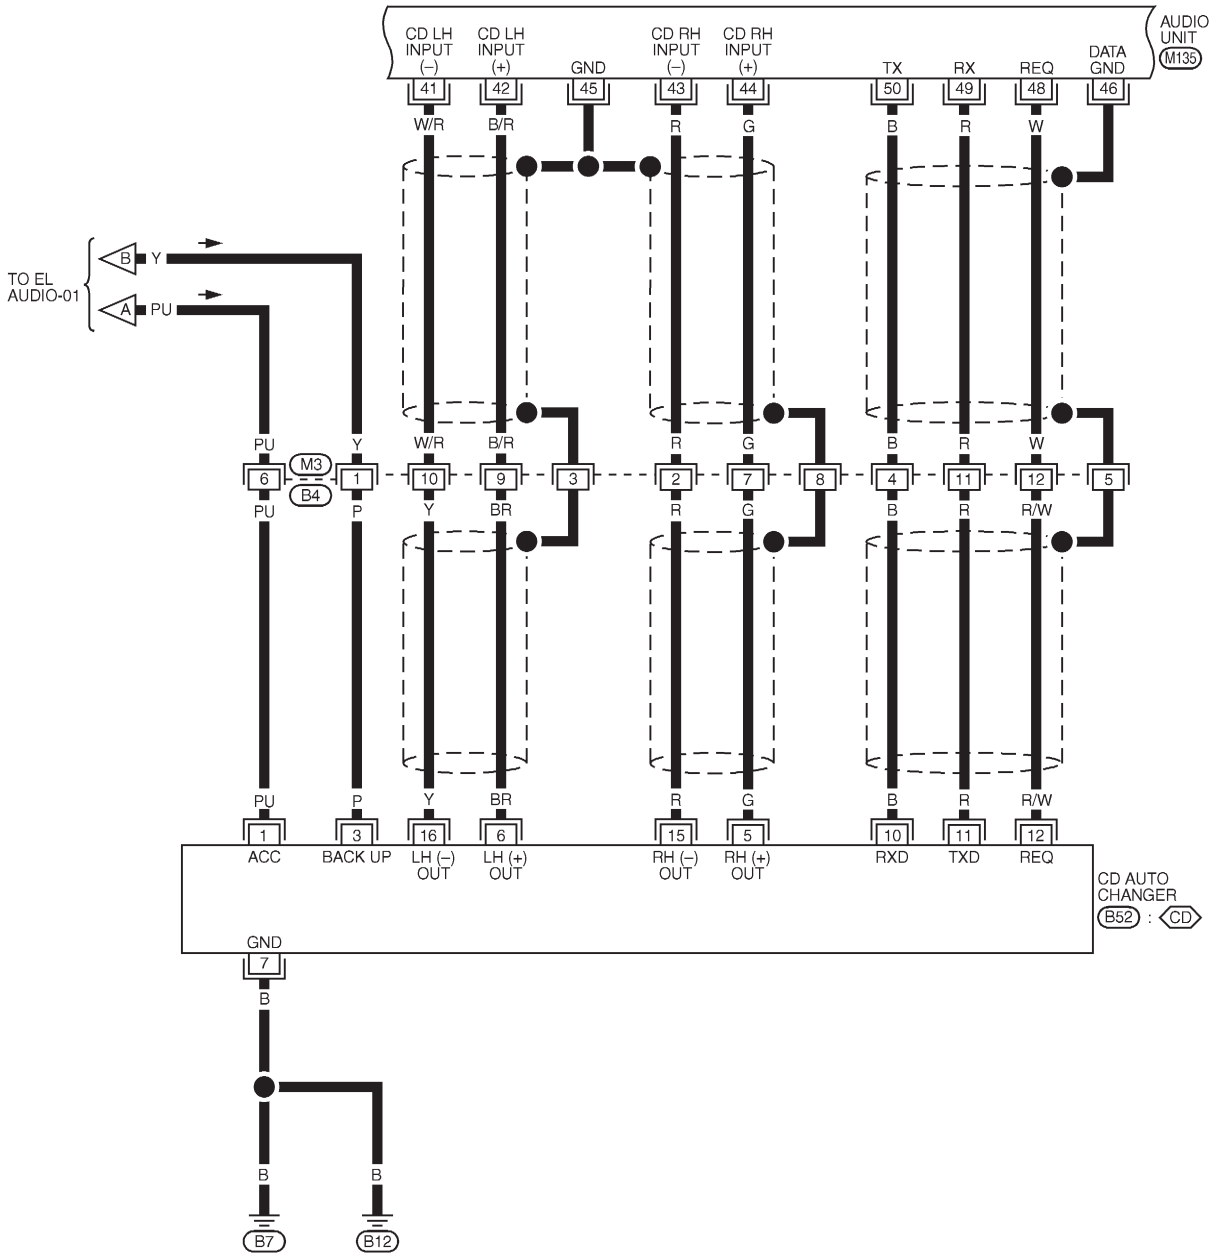 AUDIO
UNIT
M135
CD LH
INPUT
(–)
CD LH
INPUT
(+)
GND
CD RH
INPUT
(–)
CD RH
INPUT
(+)
TX
RX
REQ
DATA
GND
41 42 45 43 44 50 49 48 46
W/R B/R R G B R W
TO EL
AUDIO-01
B Y
A PU
PU Y W/R B/R R G B R W
M3
B4
6 1 10 9 3 2 7 8 4 11 12 5
PU P Y BR R G B R R/W
PU P Y BR R G B R R/W
1 3 16 6 15 5 10 11 12
ACC
BACK UP
LH (–)
OUT
LH (+)
OUT
RH (–)
OUT
RH (+)
OUT
RXD
TXD
REQ
CD AUTO
CHANGER
B52 : CD
GND
7
B
B B
B7 B12